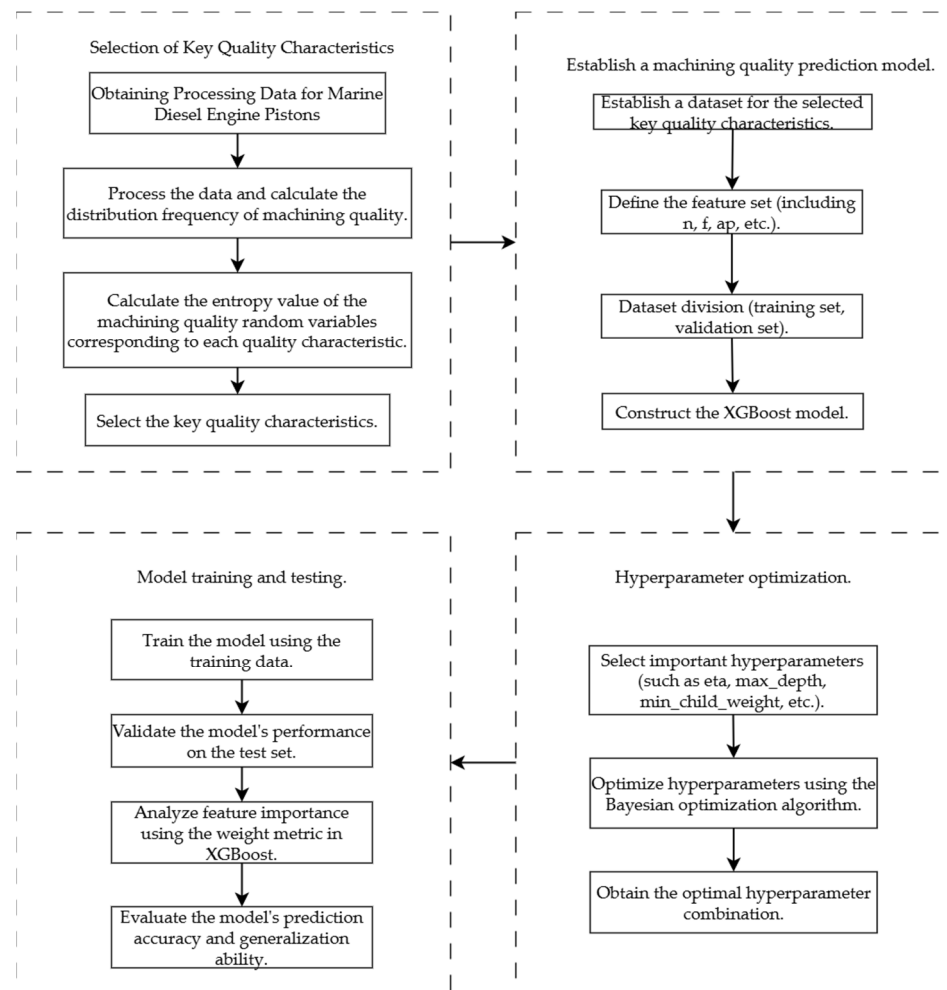 Selection of Key Quality Characteristics
Obtaining Processing Data for Marine
Diesel Engine Pistons
Process the data and calculate the
distribution frequency of machining quality.
Calculate the entropy value of the
machining quality random variables
corresponding to each quality characteristic.
Select the key quality characteristics.
Establish a machining quality prediction model.
Establish a dataset for the selected
key quality characteristics.
Define the feature set (including
n, f, ap, etc.).
Dataset division (training set,
validation set).
Construct the XGBoost model.
Hyperparameter optimization.
Select important hyperparameters
(such as eta, max_depth,
min_child_weight, etc.).
Optimize hyperparameters using the
Bayesian optimization algorithm.
Obtain the optimal hyperparameter
combination.
Model training and testing.
Train the model using the
training data.
Validate the model's performance
on the test set.
Analyze feature importance
using the weight metric in
XGBoost.
Evaluate the model's prediction
accuracy and generalization
ability.